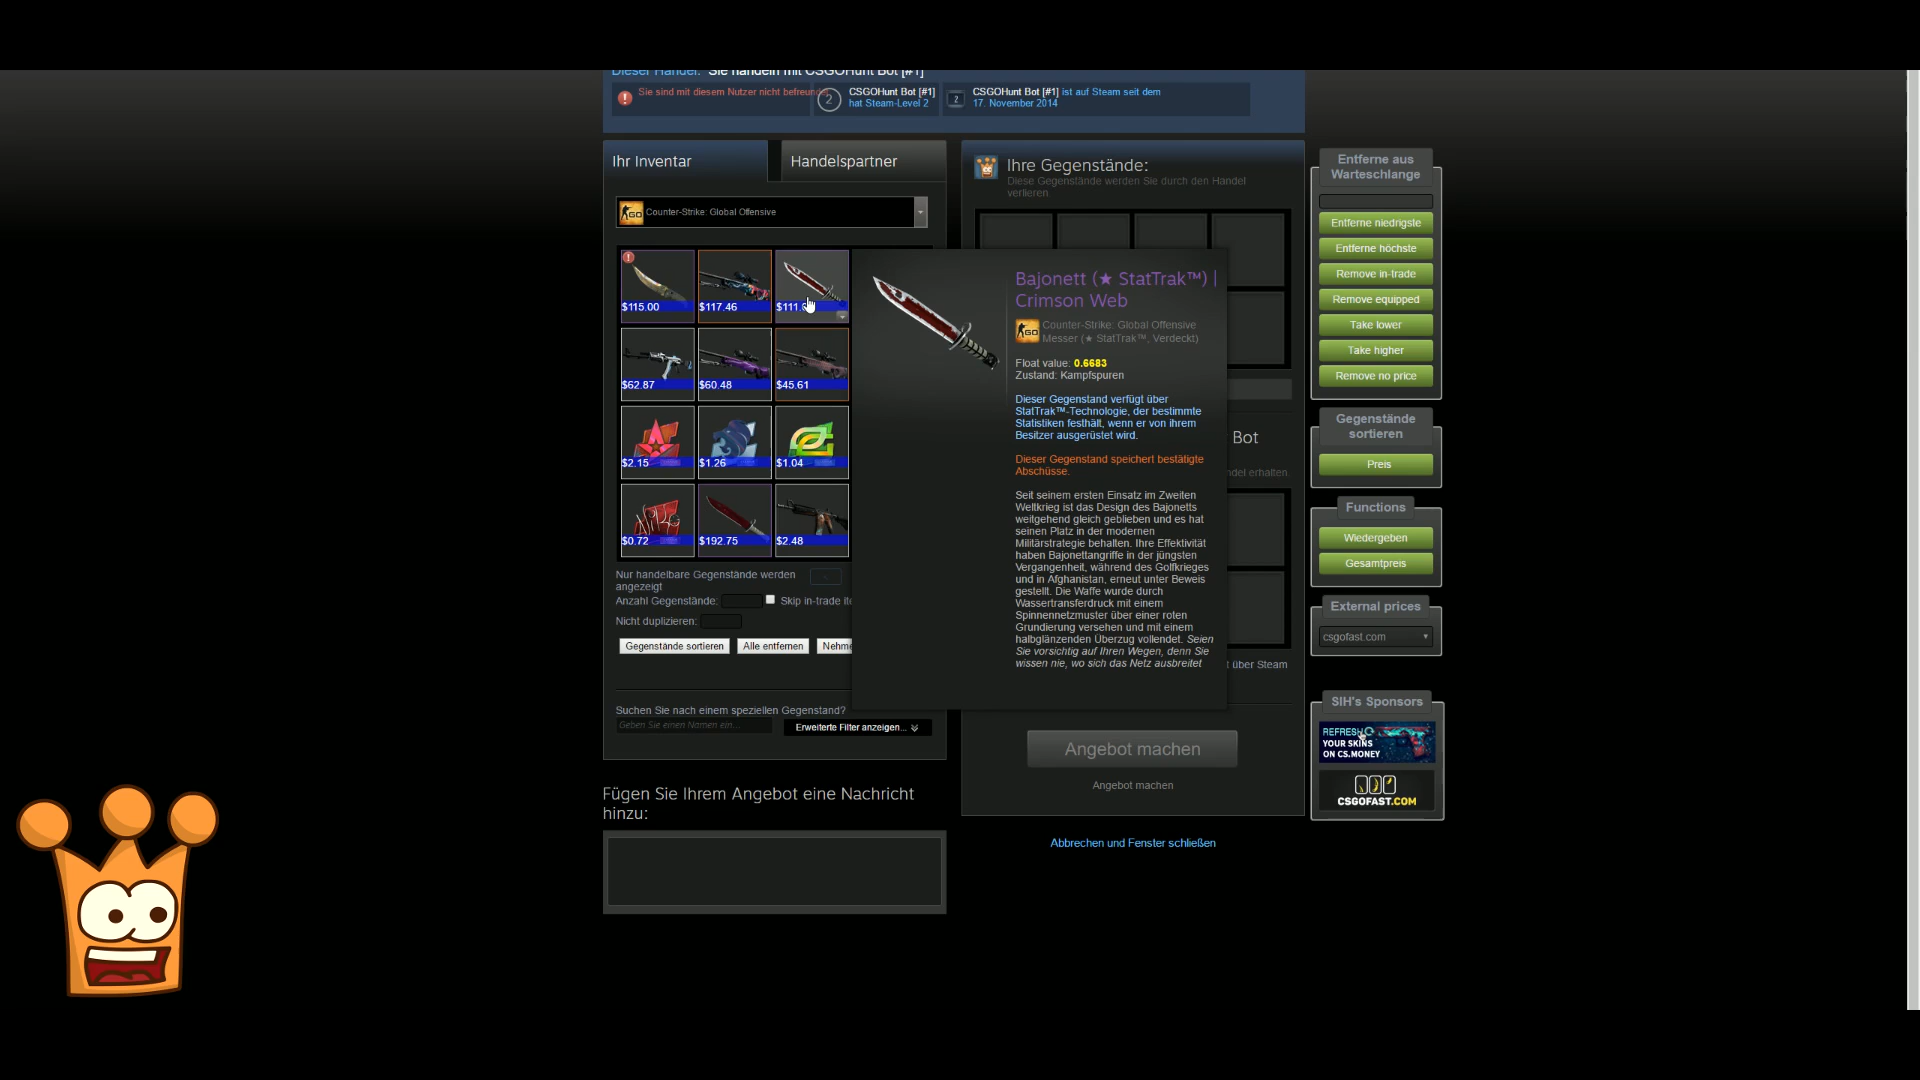 Dieser Handel: Sie handeln mit CSGOHunt Bot [#1]
Sie sind mit diesem Nutzer nicht befreundet
2
CSGOHunt Bot [#1]
hat Steam-Level 2
2
CSGOHunt Bot [#1] ist auf Steam seit dem
17. November 2014
Ihr Inventar
Handelspartner
Counter-Strike: Global Offensive
$115.00
$117.46
$111.
$62.87
$60.48
$45.61
$2.15
$1.26
$1.04
$0.72
$192.75
$2.48
Nur handelbare Gegenstände werden
angezeigt
Anzahl Gegenstände:
Skip in-trade ite
Nicht duplizieren:
Gegenstände sortieren
Alle entfernen
Nehme
Suchen Sie nach einem speziellen Gegenstand?
Geben Sie einen Namen ein...
Erweiterte Filter anzeigen...
Fügen Sie Ihrem Angebot eine Nachricht
hinzu:
Ihre Gegenstände:
Diese Gegenstände werden Sie durch den Handel
verlieren.
Bajonett (★ StatTrak™) |
Crimson Web
GO
Counter-Strike: Global Offensive
Messer (★ StatTrak™, Verdeckt)
Float value: 0.6683
Zustand: Kampfspuren
Dieser Gegenstand verfügt über
StatTrak™-Technologie, der bestimmte
Statistiken festhält, wenn er von ihrem
Besitzer ausgerüstet wird.
Dieser Gegenstand speichert bestätigte
Abschüsse.
Seit seinem ersten Einsatz im Zweiten
Weltkrieg ist das Design des Bajonetts
weitgehend gleich geblieben und es hat
seinen Platz in der modernen
Militärstrategie behalten. Ihre Effektivität
haben Bajonettangriffe in der jüngsten
Vergangenheit, während des Golfkrieges
und in Afghanistan, erneut unter Beweis
gestellt. Die Waffe wurde durch
Wassertransferdruck mit einem
Spinnennetzmuster über einer roten
Grundierung versehen und mit einem
halbglänzenden Überzug vollendet. Seien
Sie vorsichtig auf Ihren Wegen, denn Sie
wissen nie, wo sich das Netz ausbreitet
Bot
ndel erhalten.
t über Steam
Angebot machen
Angebot machen
Abbrechen und Fenster schließen
Entferne aus
Warteschlange
Entferne niedrigste
Entferne höchste
Remove in-trade
Remove equipped
Take lower
Take higher
Remove no price
Gegenstände
sortieren
Preis
Functions
Wiedergeben
Gesamtpreis
External prices
csgofast.com
SIH's Sponsors
REFRESH
YOUR SKINS
ON CS.MONEY
CSGOFAST.COM